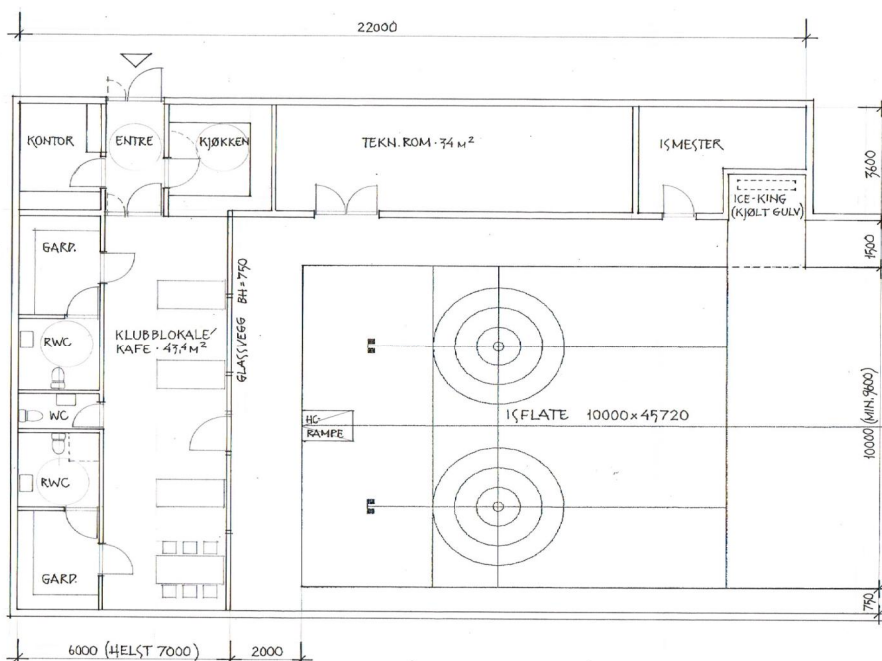 22000
KONTOR
ENTRE
KJØKKEN
TEKN. ROM · 34 M²
ISMESTER
3600
ICE-KING
(KJØLT GULV)
1500
GARD.
GLASSVEGG BH=750
KLUBBLOKALE/
KAFE · 43,4 M²
RWC
WC
HC-
RAMPE
ISFLATE 10000 x 45720
10000 (MIN. 9600)
RWC
GARD.
750
6000 (HELST 7000)
2000